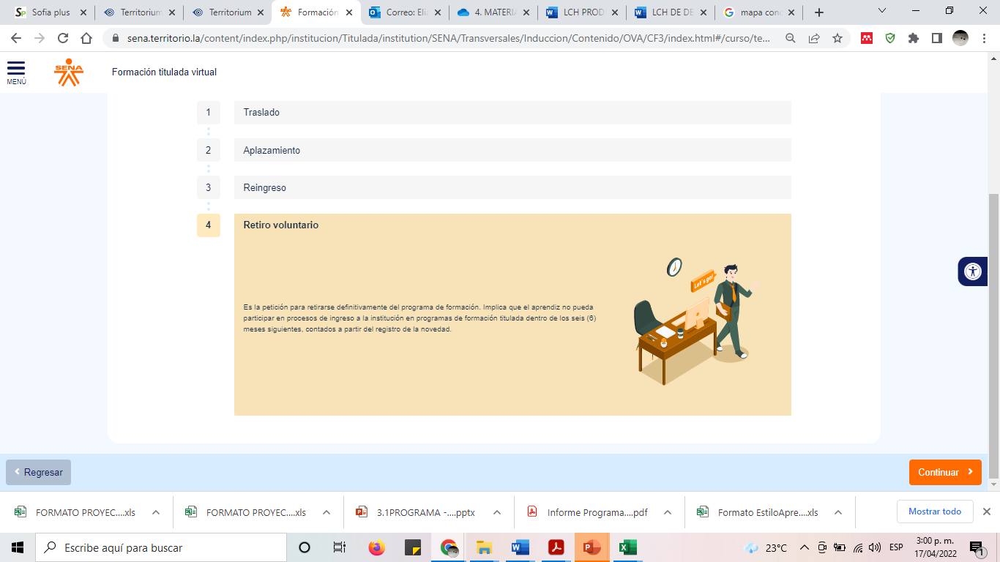 Sofia plus
Territorium
Territorium
Formación
Correo: Eli
4. MATERIA
LCH PROD
LCH DE DE
mapa conc
sena.territorio.la/content/index.php/institucion/Titulada/institution/SENA/Transversales/Induccion/Contenido/OVA/CF3/index.html#/curso/te...
MENÚ
SENA
Formación titulada virtual
1
Traslado
2
Aplazamiento
3
Reingreso
4
Retiro voluntario
Let's go!
Es la petición para retirarse definitivamente del programa de formación. Implica que el aprendiz no pueda
participar en procesos de ingreso a la institución en programas de formación titulada dentro de los seis (6)
meses siguientes, contados a partir del registro de la novedad.
Regresar
Continuar
FORMATO PROYEC....xls
FORMATO PROYEC....xls
3.1PROGRAMA -....pptx
Informe Programa....pdf
Formato EstiloApre....xls
Mostrar todo
Escribe aquí para buscar
23°C
ESP
3:00 p. m.
17/04/2022
1